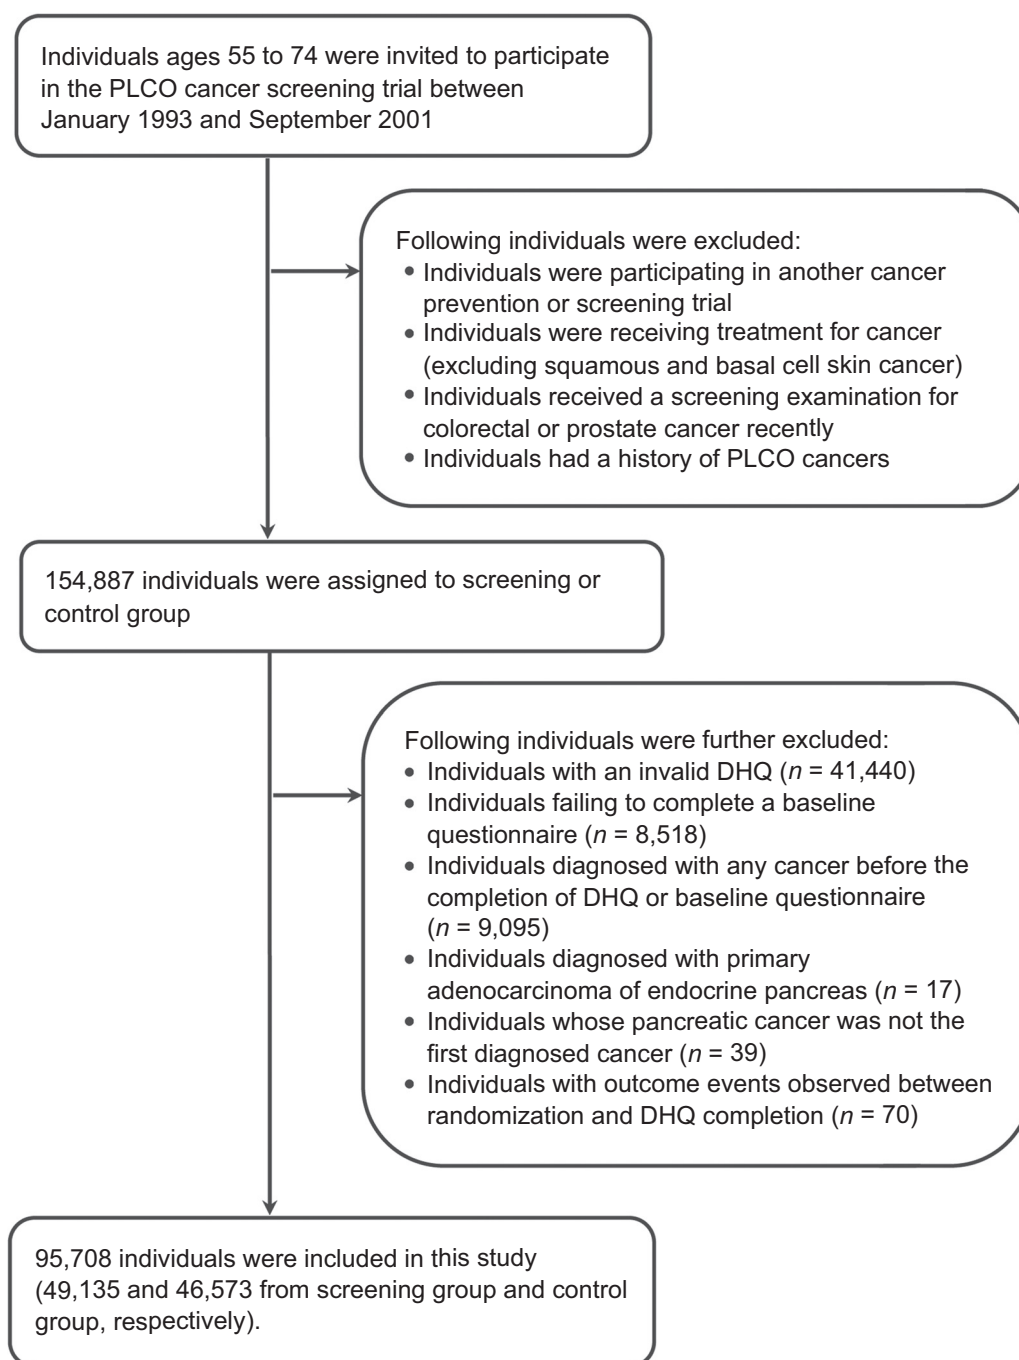 Individuals ages 55 to 74 were invited to participate
in the PLCO cancer screening trial between
January 1993 and September 2001
Following individuals were excluded:
• Individuals were participating in another cancer
prevention or screening trial
• Individuals were receiving treatment for cancer
(excluding squamous and basal cell skin cancer)
• Individuals received a screening examination for
colorectal or prostate cancer recently
• Individuals had a history of PLCO cancers
154,887 individuals were assigned to screening or
control group
Following individuals were further excluded:
• Individuals with an invalid DHQ (n = 41,440)
• Individuals failing to complete a baseline
questionnaire (n = 8,518)
• Individuals diagnosed with any cancer before the
completion of DHQ or baseline questionnaire
(n = 9,095)
• Individuals diagnosed with primary
adenocarcinoma of endocrine pancreas (n = 17)
• Individuals whose pancreatic cancer was not the
first diagnosed cancer (n = 39)
• Individuals with outcome events observed between
randomization and DHQ completion (n = 70)
95,708 individuals were included in this study
(49,135 and 46,573 from screening group and control
group, respectively).